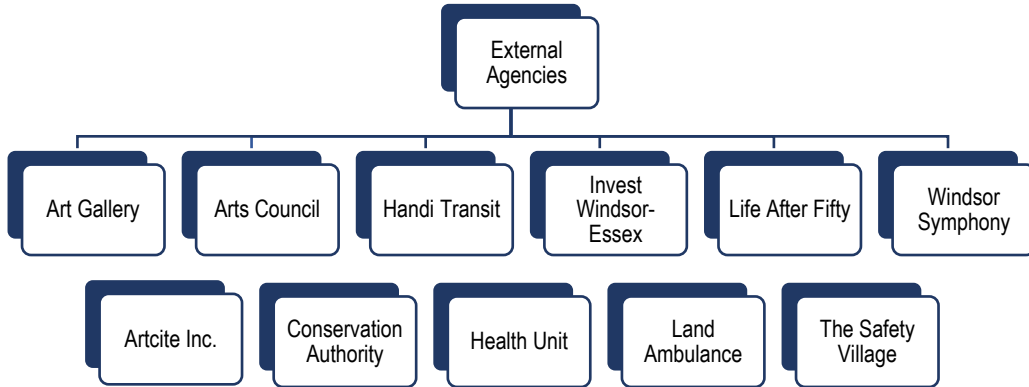 External
Agencies
Art Gallery
Arts Council
Handi Transit
Invest
Windsor-
Essex
Life After Fifty
Windsor
Symphony
Artcite Inc.
Conservation
Authority
Health Unit
Land
Ambulance
The Safety
Village